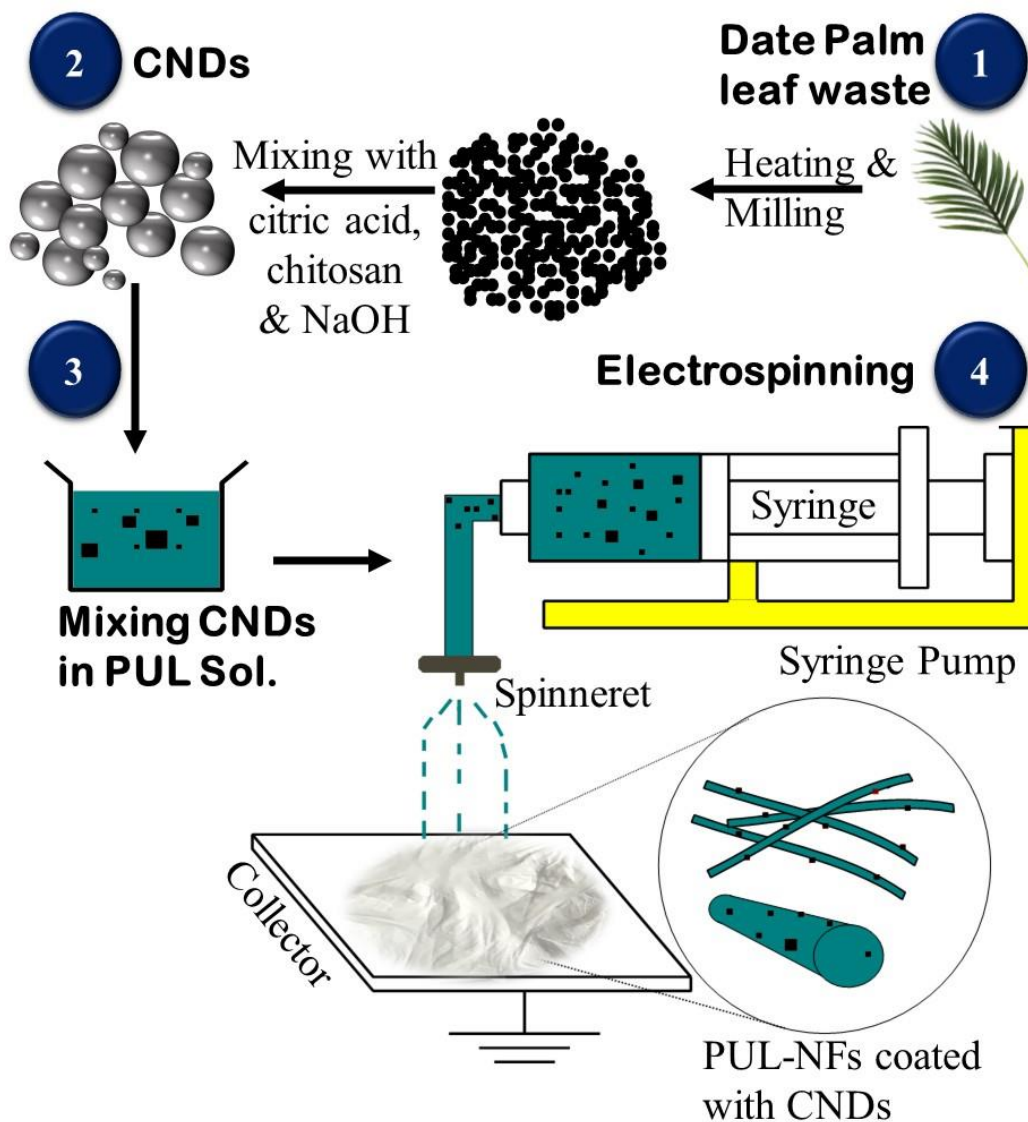 1
Date Palm
leaf waste
Heating &
Milling
2
CNDs
Mixing with
citric acid,
chitosan
& NaOH
3
Mixing CNDs
in PUL Sol.
4
Electrospinning
Syringe
Syringe Pump
Spinneret
Collector
PUL-NFs coated
with CNDs